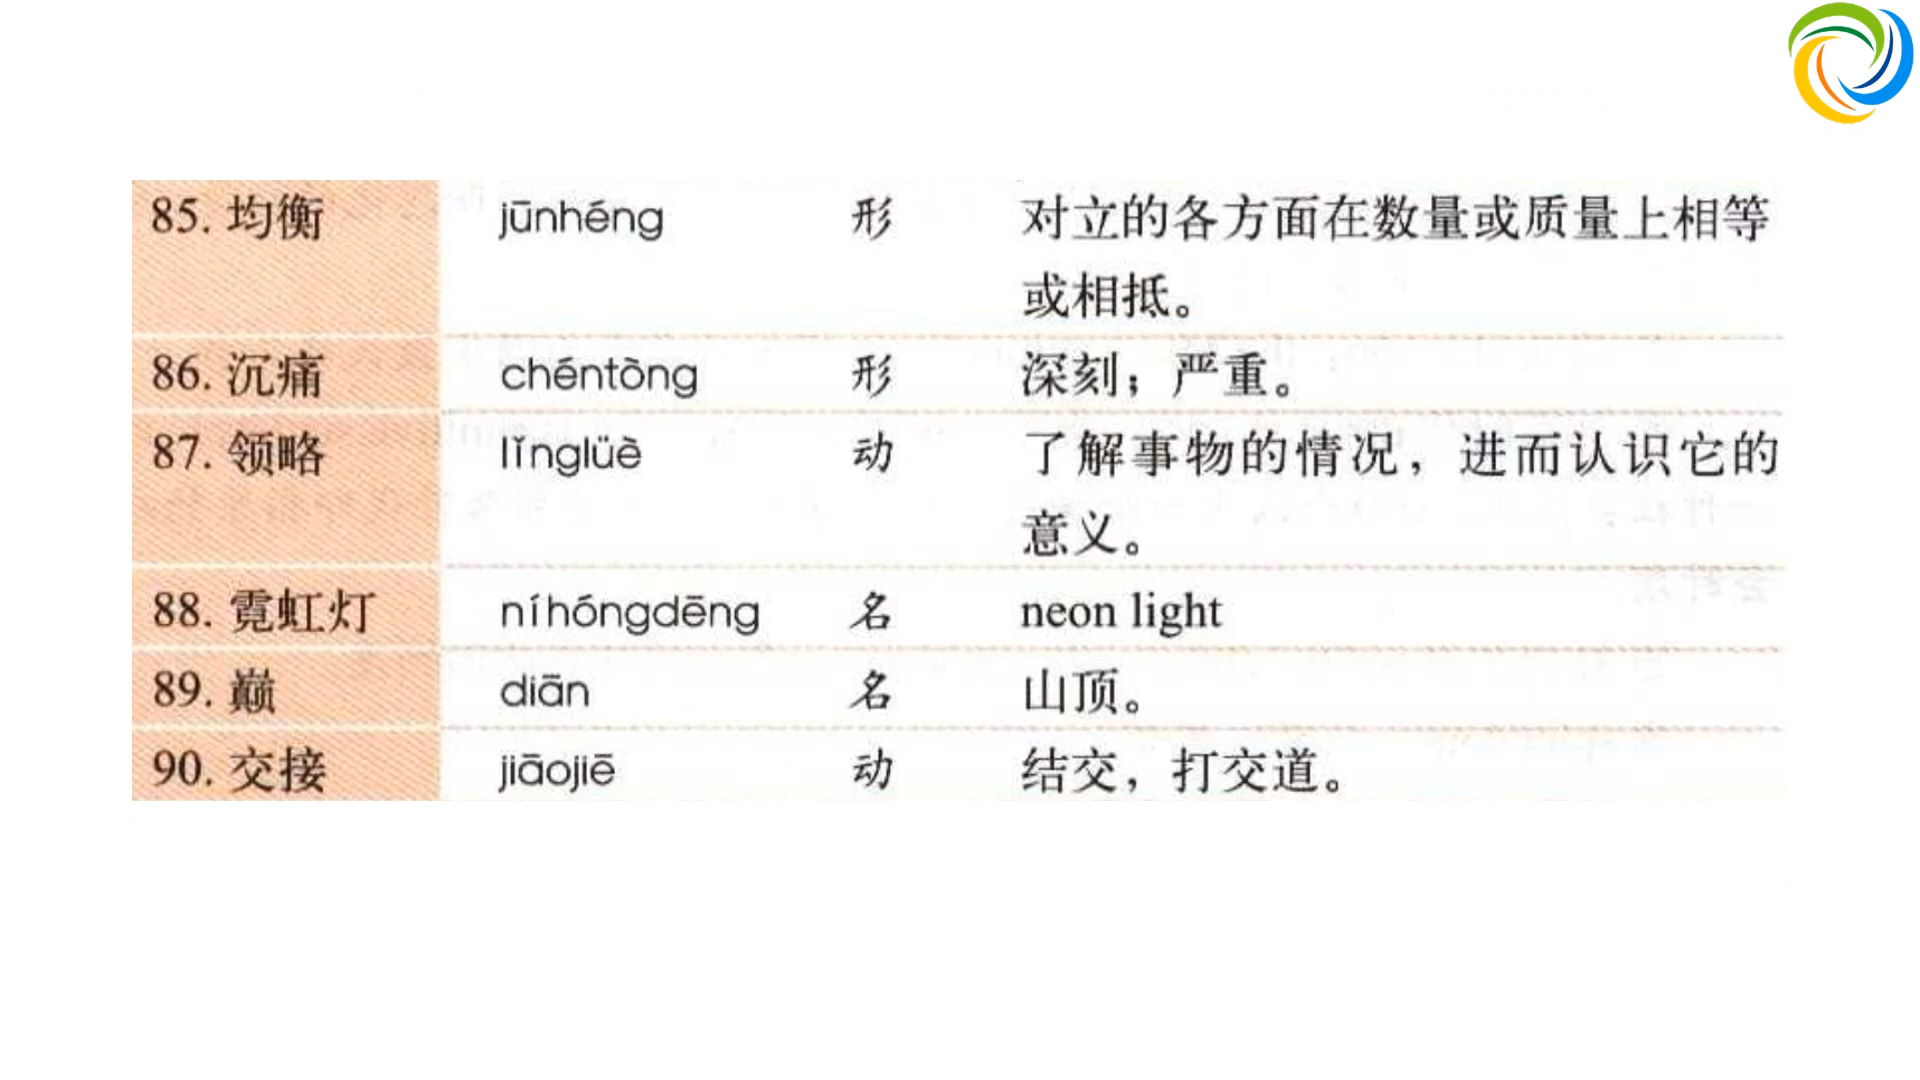 85. 均衡 jūnhéng 形 对立的各方面在数量或质量上相等
或相抵。
86. 沉痛 chéntòng 形 深刻；严重。
87. 领略 lǐnglüè 动 了解事物的情况，进而认识它的
意义。
88. 霓虹灯 níhóngdēng 名 neon light
89. 巅 diān 名 山顶。
90. 交接 jiāojiē 动 结交，打交道。